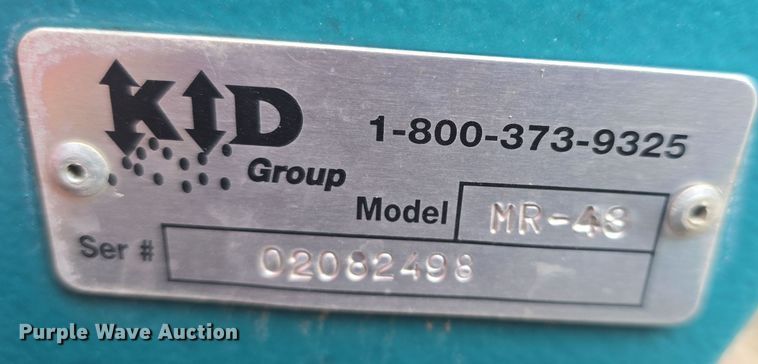 KID
Group
1-800-373-9325
Model MR-48
Ser # 02082498
Purple Wave Auction